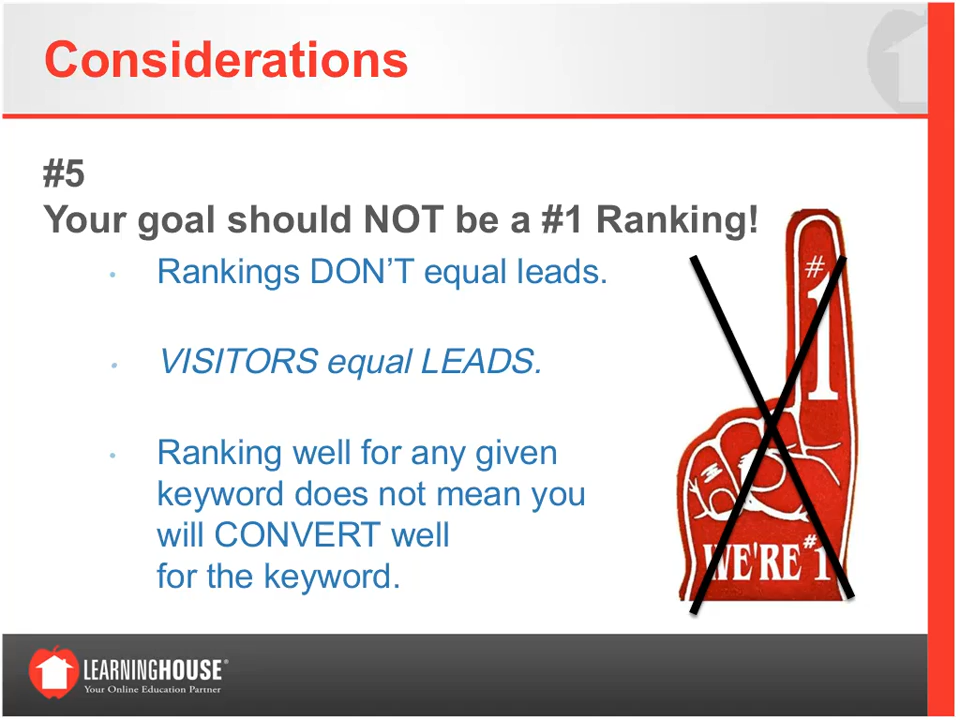 Considerations
#5
Your goal should NOT be a #1 Ranking!
• Rankings DON'T equal leads.
• VISITORS equal LEADS.
• Ranking well for any given
keyword does not mean you
will CONVERT well
for the keyword.
#1
WE'RE #1
LEARNINGHOUSE®
Your Online Education Partner